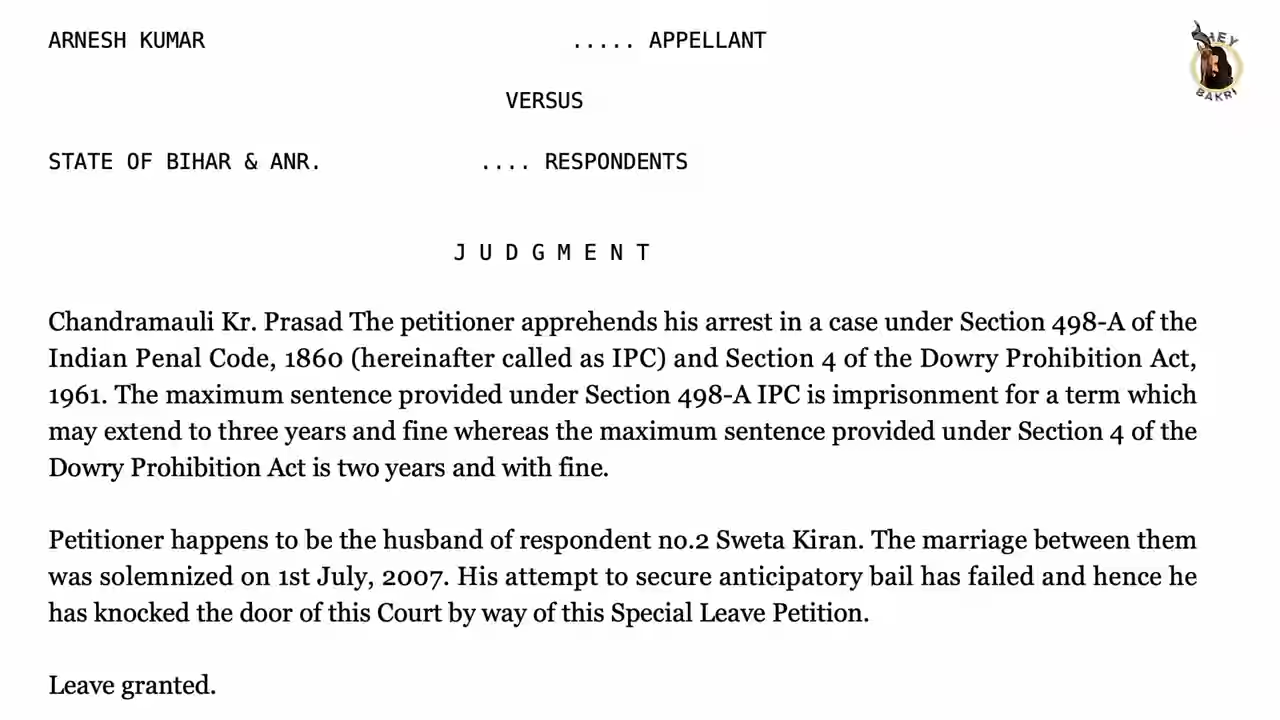 ARNESH KUMAR ..... APPELLANT
HEY
BAKRI
VERSUS
STATE OF BIHAR & ANR. .... RESPONDENTS
J U D G M E N T
Chandramauli Kr. Prasad The petitioner apprehends his arrest in a case under Section 498-A of the
Indian Penal Code, 1860 (hereinafter called as IPC) and Section 4 of the Dowry Prohibition Act,
1961. The maximum sentence provided under Section 498-A IPC is imprisonment for a term which
may extend to three years and fine whereas the maximum sentence provided under Section 4 of the
Dowry Prohibition Act is two years and with fine.
Petitioner happens to be the husband of respondent no.2 Sweta Kiran. The marriage between them
was solemnized on 1st July, 2007. His attempt to secure anticipatory bail has failed and hence he
has knocked the door of this Court by way of this Special Leave Petition.
Leave granted.